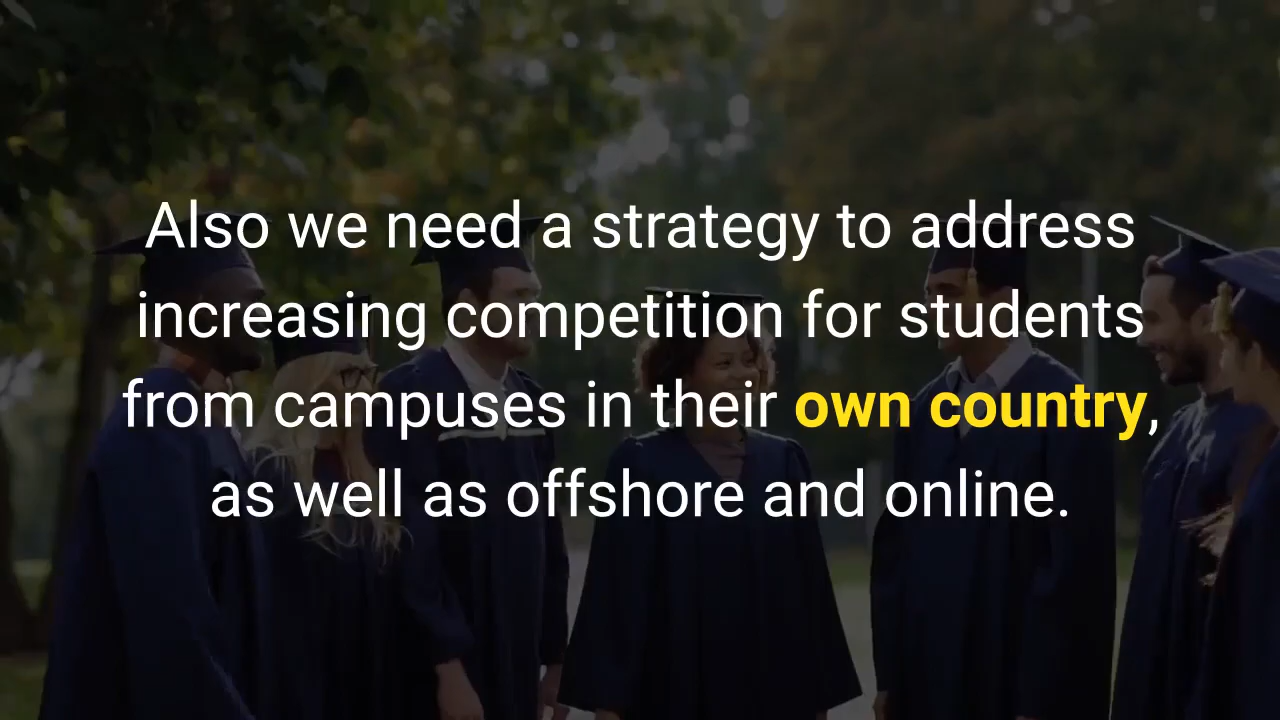 Also we need a strategy to address
increasing competition for students
from campuses in their own country,
as well as offshore and online.